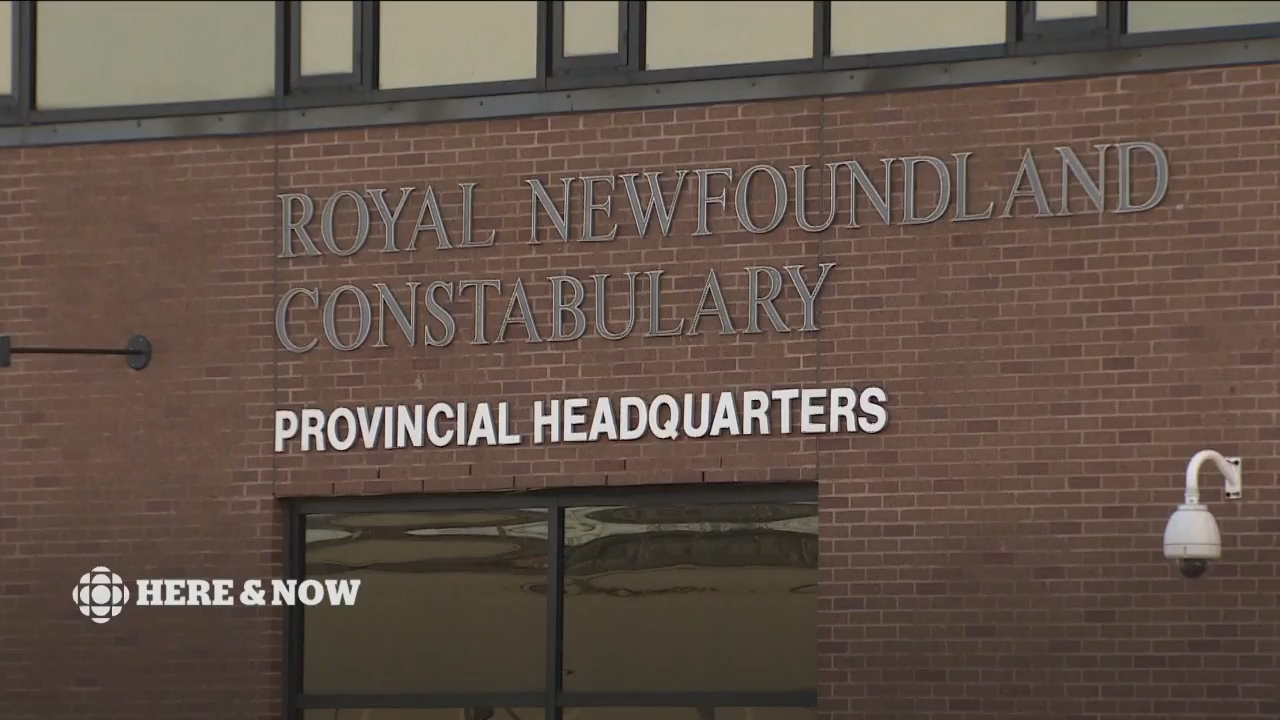 ROYAL NEWFOUNDLAND
CONSTABULARY
PROVINCIAL HEADQUARTERS
HERE & NOW